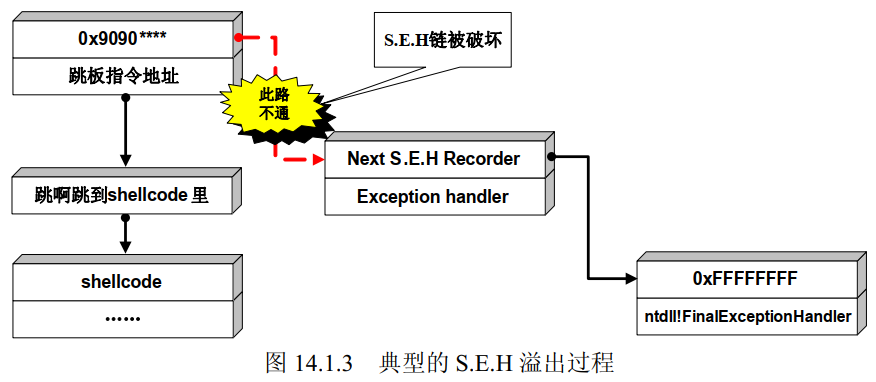 0x9090****
跳板指令地址
S.E.H链被破坏
此路
不通
Next S.E.H Recorder
Exception handler
跳啊跳到shellcode 里
shellcode
……
0xFFFFFFFF
ntdll!FinalExceptionHandler
图 14.1.3 典型的 S.E.H 溢出过程